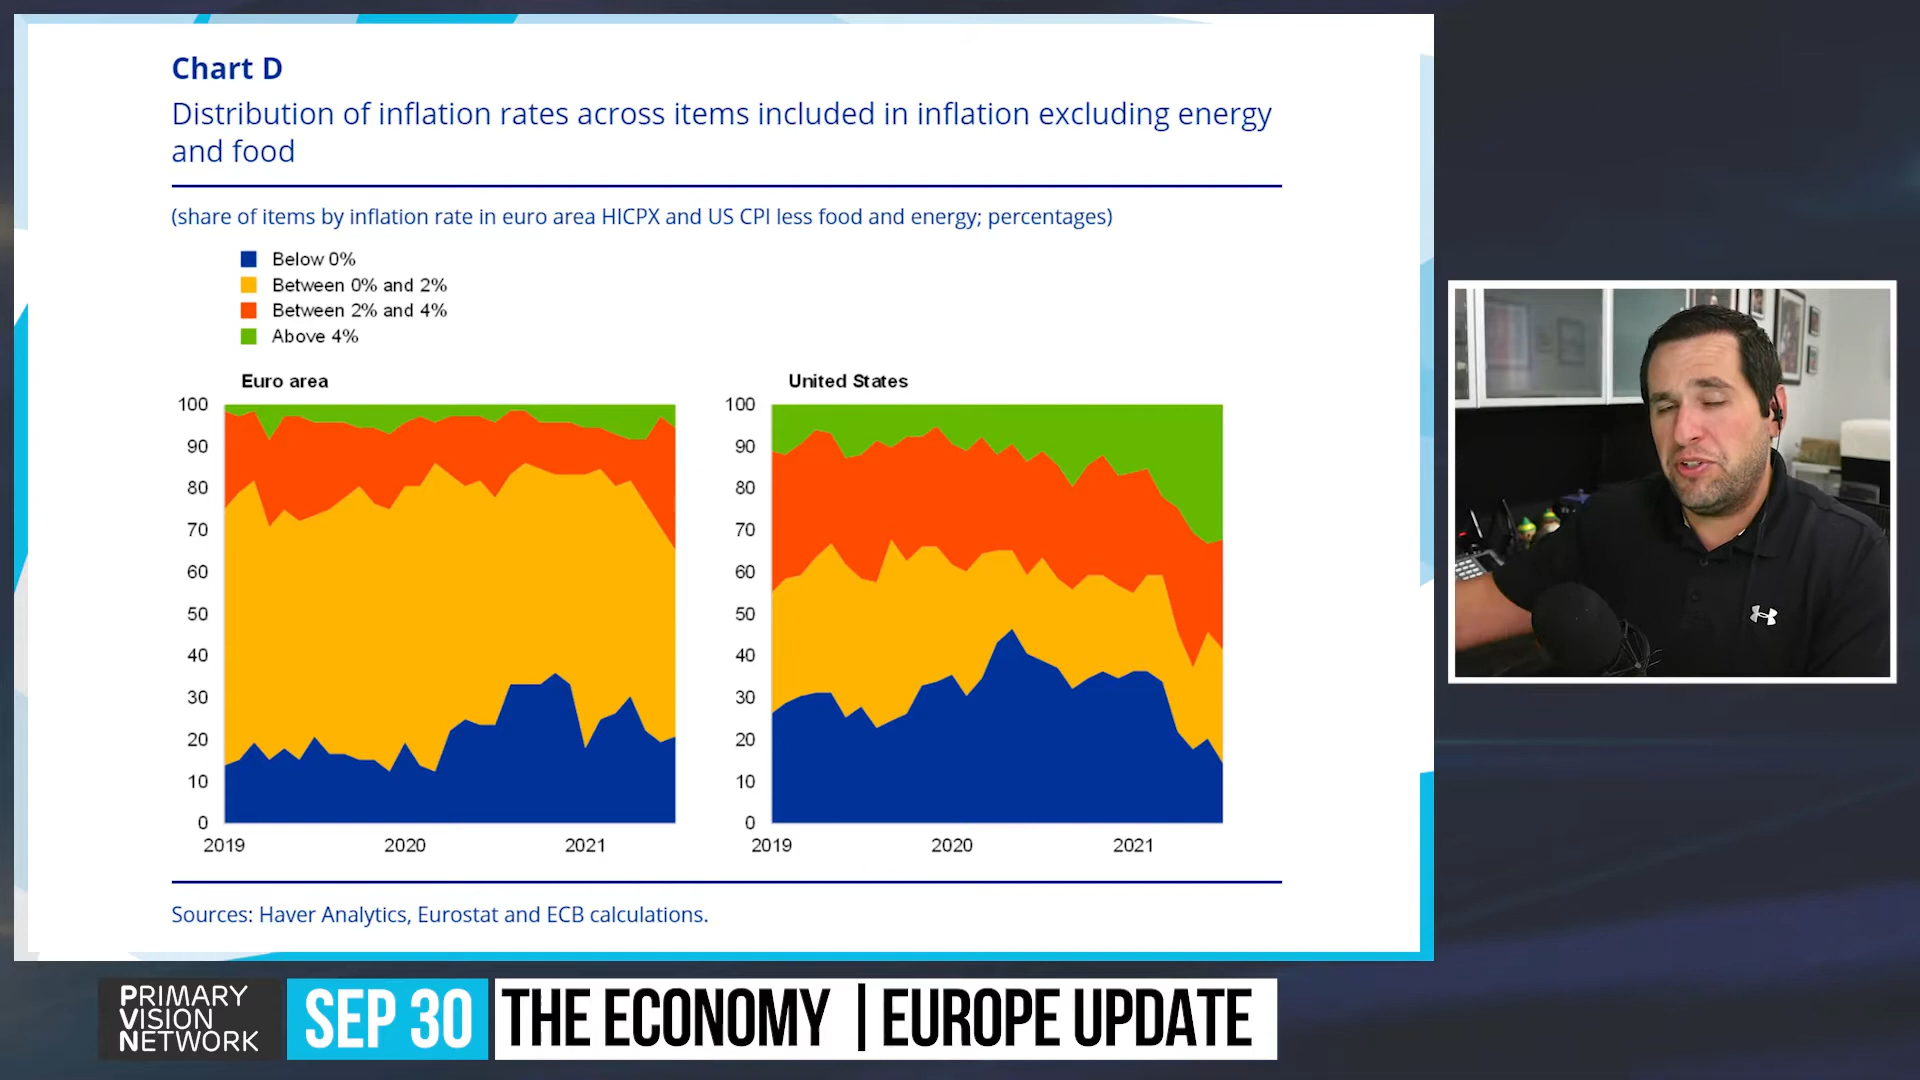 Chart D
Distribution of inflation rates across items included in inflation excluding energy
and food
(share of items by inflation rate in euro area HICPX and US CPI less food and energy; percentages)
Below 0%
Between 0% and 2%
Between 2% and 4%
Above 4%
Euro area
100
90
80
70
60
50
40
30
20
10
0
2019 2020 2021
United States
100
90
80
70
60
50
40
30
20
10
0
2019 2020 2021
Sources: Haver Analytics, Eurostat and ECB calculations.
PRIMARY
VISION
NETWORK
SEP 30
THE ECONOMY | EUROPE UPDATE